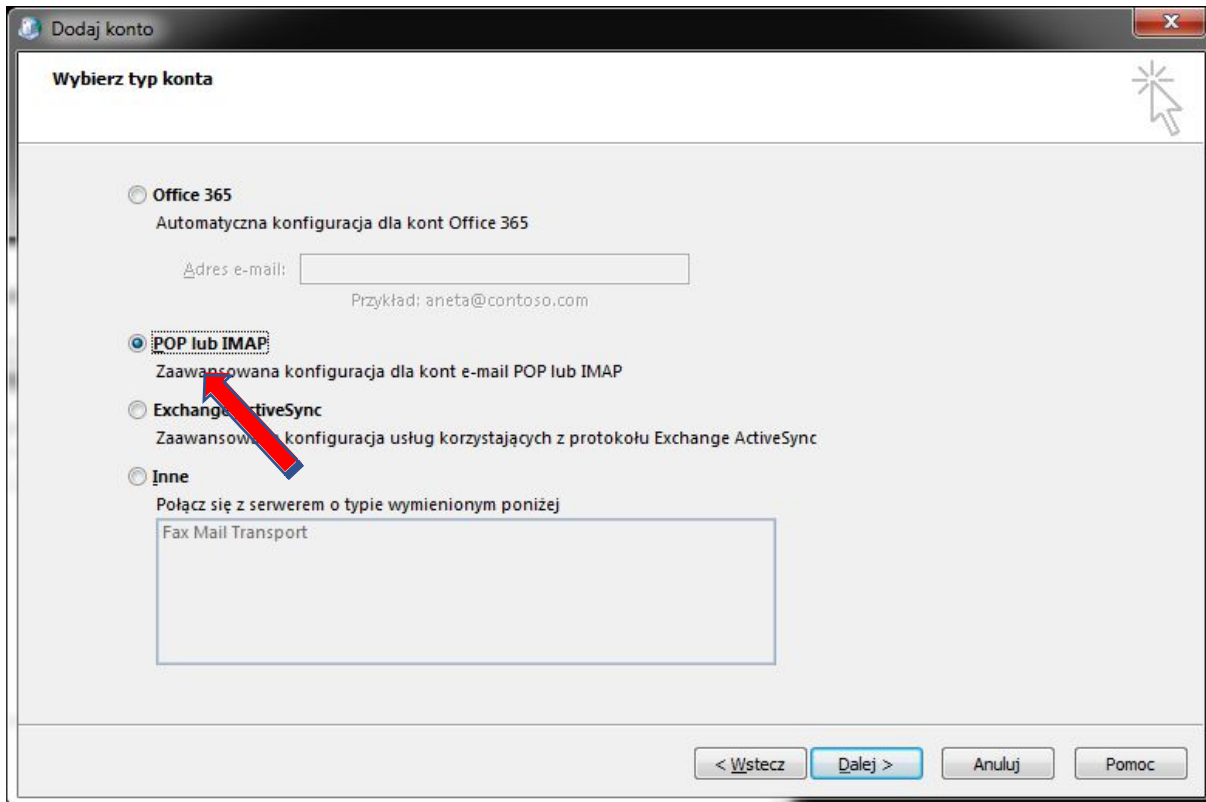 Dodaj konto
Wybierz typ konta
Office 365
Automatyczna konfiguracja dla kont Office 365
Adres e-mail:
Przykład: aneta@contoso.com
POP lub IMAP
Zaawansowana konfiguracja dla kont e-mail POP lub IMAP
Exchange ActiveSync
Zaawansowana konfiguracja usług korzystających z protokołu Exchange ActiveSync
Inne
Połącz się z serwerem o typie wymienionym poniżej
Fax Mail Transport
< Wstecz
Dalej >
Anuluj
Pomoc